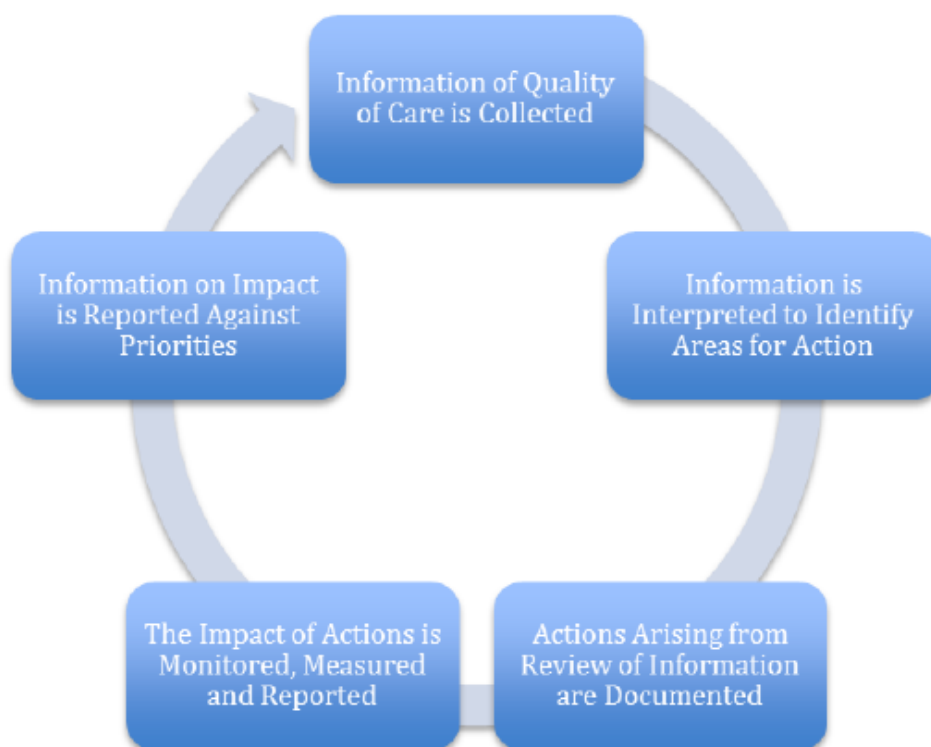 Information of Quality
of Care is Collected
Information is
Interpreted to Identify
Areas for Action
Actions Arising from
Review of Information
are Documented
The Impact of Actions is
Monitored, Measured
and Reported
Information on Impact
is Reported Against
Priorities